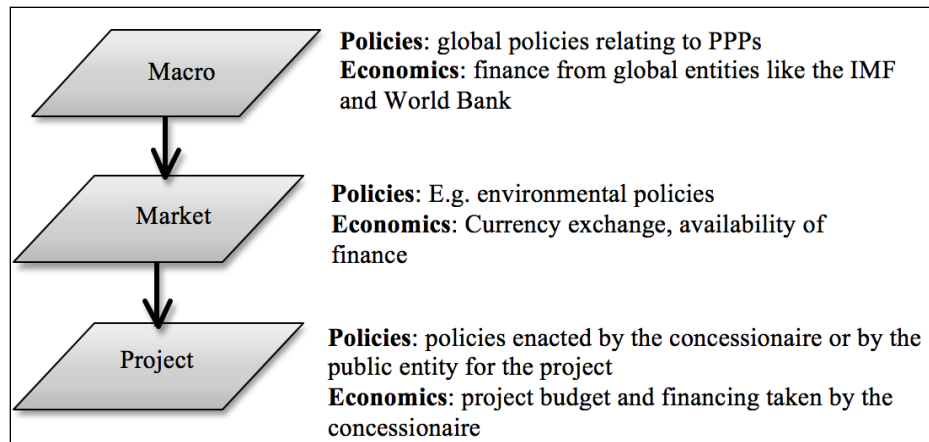 Macro
Policies: global policies relating to PPPs
Economics: finance from global entities like the IMF
and World Bank
Market
Policies: E.g. environmental policies
Economics: Currency exchange, availability of
finance
Project
Policies: policies enacted by the concessionaire or by the
public entity for the project
Economics: project budget and financing taken by the
concessionaire